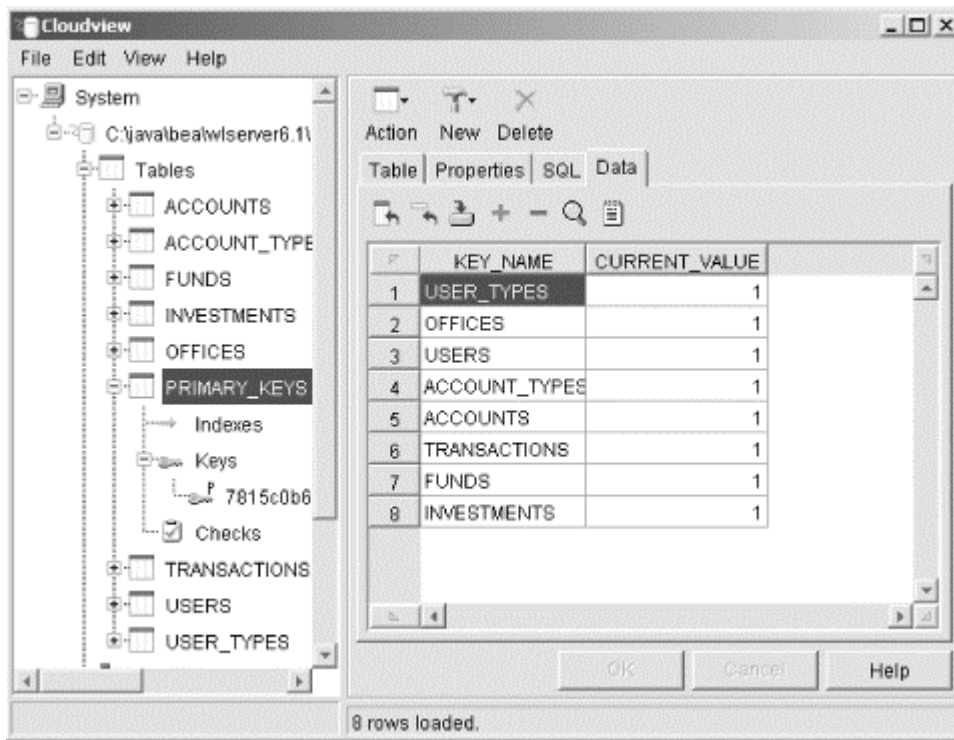 Cloudview
File Edit View Help
System
C:\java\bea\wlserver6.1\
Tables
ACCOUNTS
ACCOUNT_TYPE
FUNDS
INVESTMENTS
OFFICES
PRIMARY_KEYS
Indexes
Keys
7815c0b6
Checks
TRANSACTIONS
USERS
USER_TYPES
Action New Delete
Table Properties SQL Data
KEY_NAME CURRENT_VALUE
1 USER_TYPES 1
2 OFFICES 1
3 USERS 1
4 ACCOUNT_TYPES 1
5 ACCOUNTS 1
6 TRANSACTIONS 1
7 FUNDS 1
8 INVESTMENTS 1
OK Cancel Help
8 rows loaded.